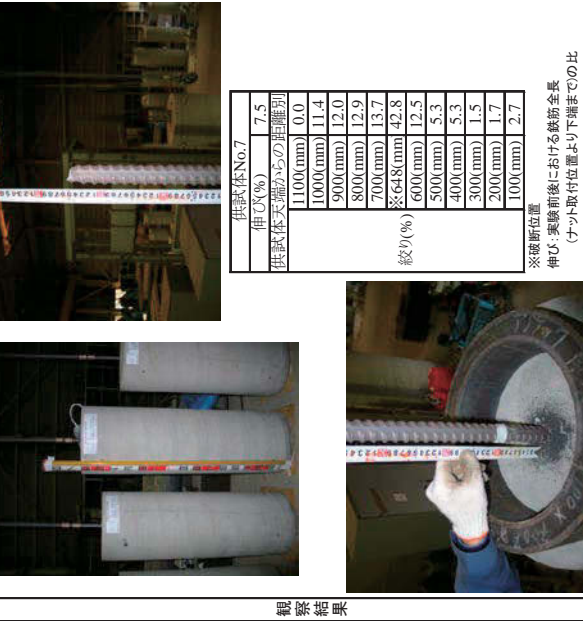 観察結果
供試体No.7
伸び(%) 7.5
供試体天端からの距離別
絞り(%)
1100(mm) 0.0
1000(mm) 11.4
900(mm) 12.0
800(mm) 12.9
700(mm) 13.7
※648(mm 42.8
600(mm) 12.5
500(mm) 5.3
400(mm) 5.3
300(mm) 1.5
200(mm) 1.7
100(mm) 2.7
※破断位置
伸び:実験前後における鉄筋全長
(ナット取付位置より下端まで)の比